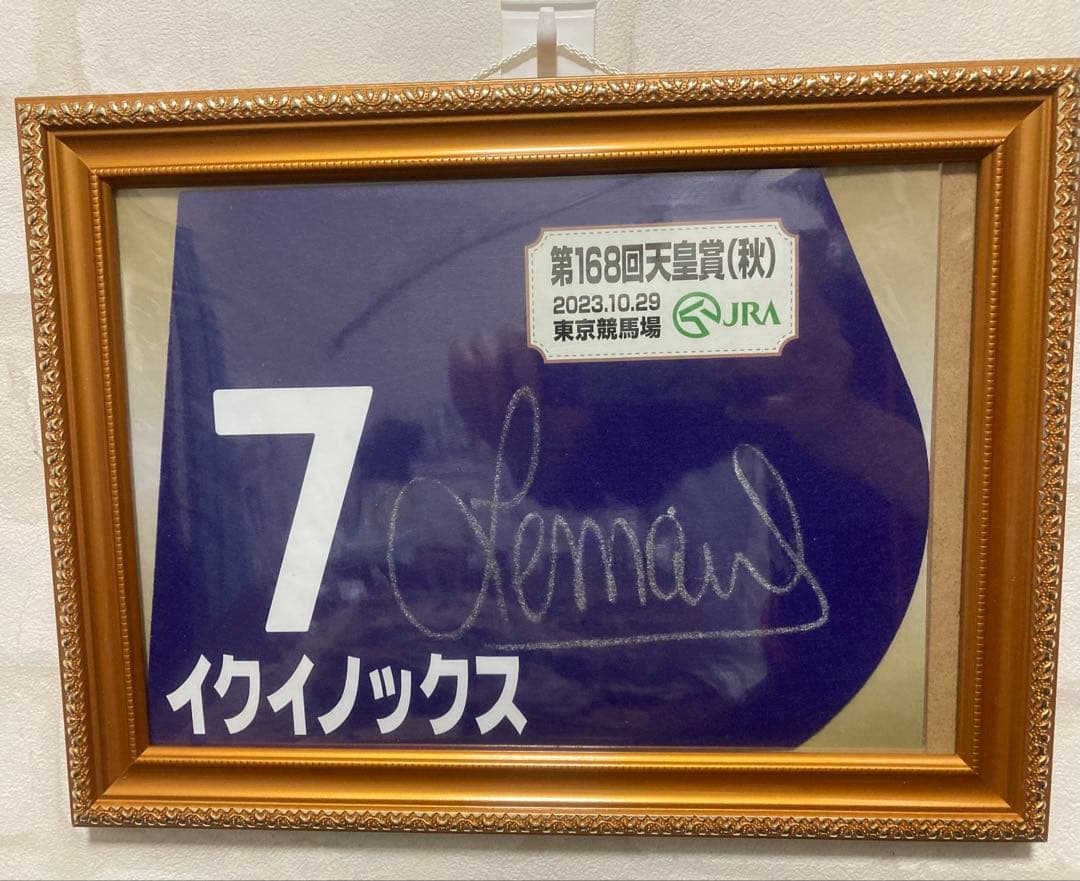 第168回天皇賞(秋)
2023.10.29
東京競馬場 JRA
7
Lemaire
イクイノックス